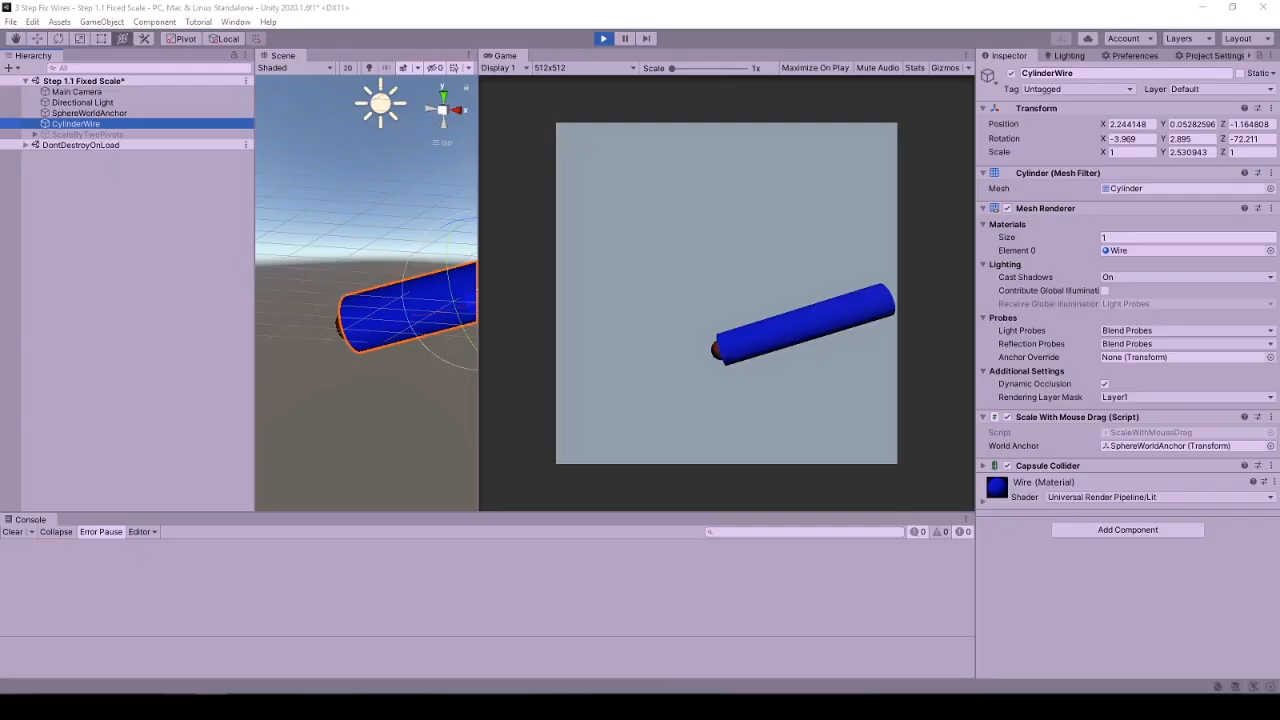 3 Step Fix Wires - Step 1.1 Fixed Scale - PC, Mac & Linux Standalone - Unity 2020.1.6f1* <DX11>
File Edit Assets GameObject Component Tutorial Window Help
Pivot Local Account Layers Layout
Hierarchy
All
Step 1.1 Fixed Scale*
Main Camera
Directional Light
SphereWorldAnchor
CylinderWire
ScaleByTwoPivots
DontDestroyOnLoad
Scene
Shaded 2D 0
y
x
Iso
Game
Display 1 512x512 Scale 1x Maximize On Play Mute Audio Stats Gizmos
Inspector Lighting Preferences Project Settings
CylinderWire Static
Tag Untagged Layer Default
Transform
Position X 2.244148 Y 0.05282596 Z -1.164808
Rotation X -3.969 Y 2.895 Z -72.211
Scale X 1 Y 2.530943 Z 1
Cylinder (Mesh Filter)
Mesh Cylinder
Mesh Renderer
Materials
Size 1
Element 0 Wire
Lighting
Cast Shadows On
Contribute Global Illuminati
Receive Global Illumination Light Probes
Probes
Light Probes Blend Probes
Reflection Probes Blend Probes
Anchor Override None (Transform)
Additional Settings
Dynamic Occlusion
Rendering Layer Mask Layer1
# Scale With Mouse Drag (Script)
Script ScaleWithMouseDrag
World Anchor SphereWorldAnchor (Transform)
Capsule Collider
Wire (Material)
Shader Universal Render Pipeline/Lit
Add Component
Console
Clear Collapse Error Pause Editor 0 0 0